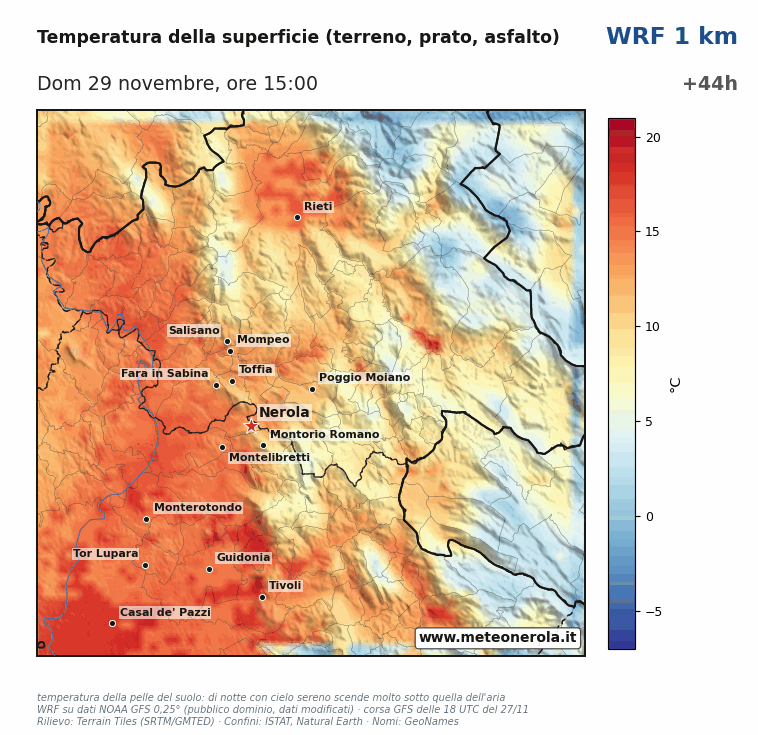 Temperatura della superficie (terreno, prato, asfalto)
WRF 1 km
Dom 29 novembre, ore 15:00
+44h
Rieti
Salisano
Mompeo
Toffia
Fara in Sabina
Poggio Moiano
Nerola
Montorio Romano
Montelibretti
Monterotondo
Tor Lupara
Guidonia
Tivoli
Casal de' Pazzi
www.meteonerola.it
20
15
10
5
0
−5
°C
temperatura della pelle del suolo: di notte con cielo sereno scende molto sotto quella dell'aria
WRF su dati NOAA GFS 0,25° (pubblico dominio, dati modificati) · corsa GFS delle 18 UTC del 27/11
Rilievo: Terrain Tiles (SRTM/GMTED) · Confini: ISTAT, Natural Earth · Nomi: GeoNames